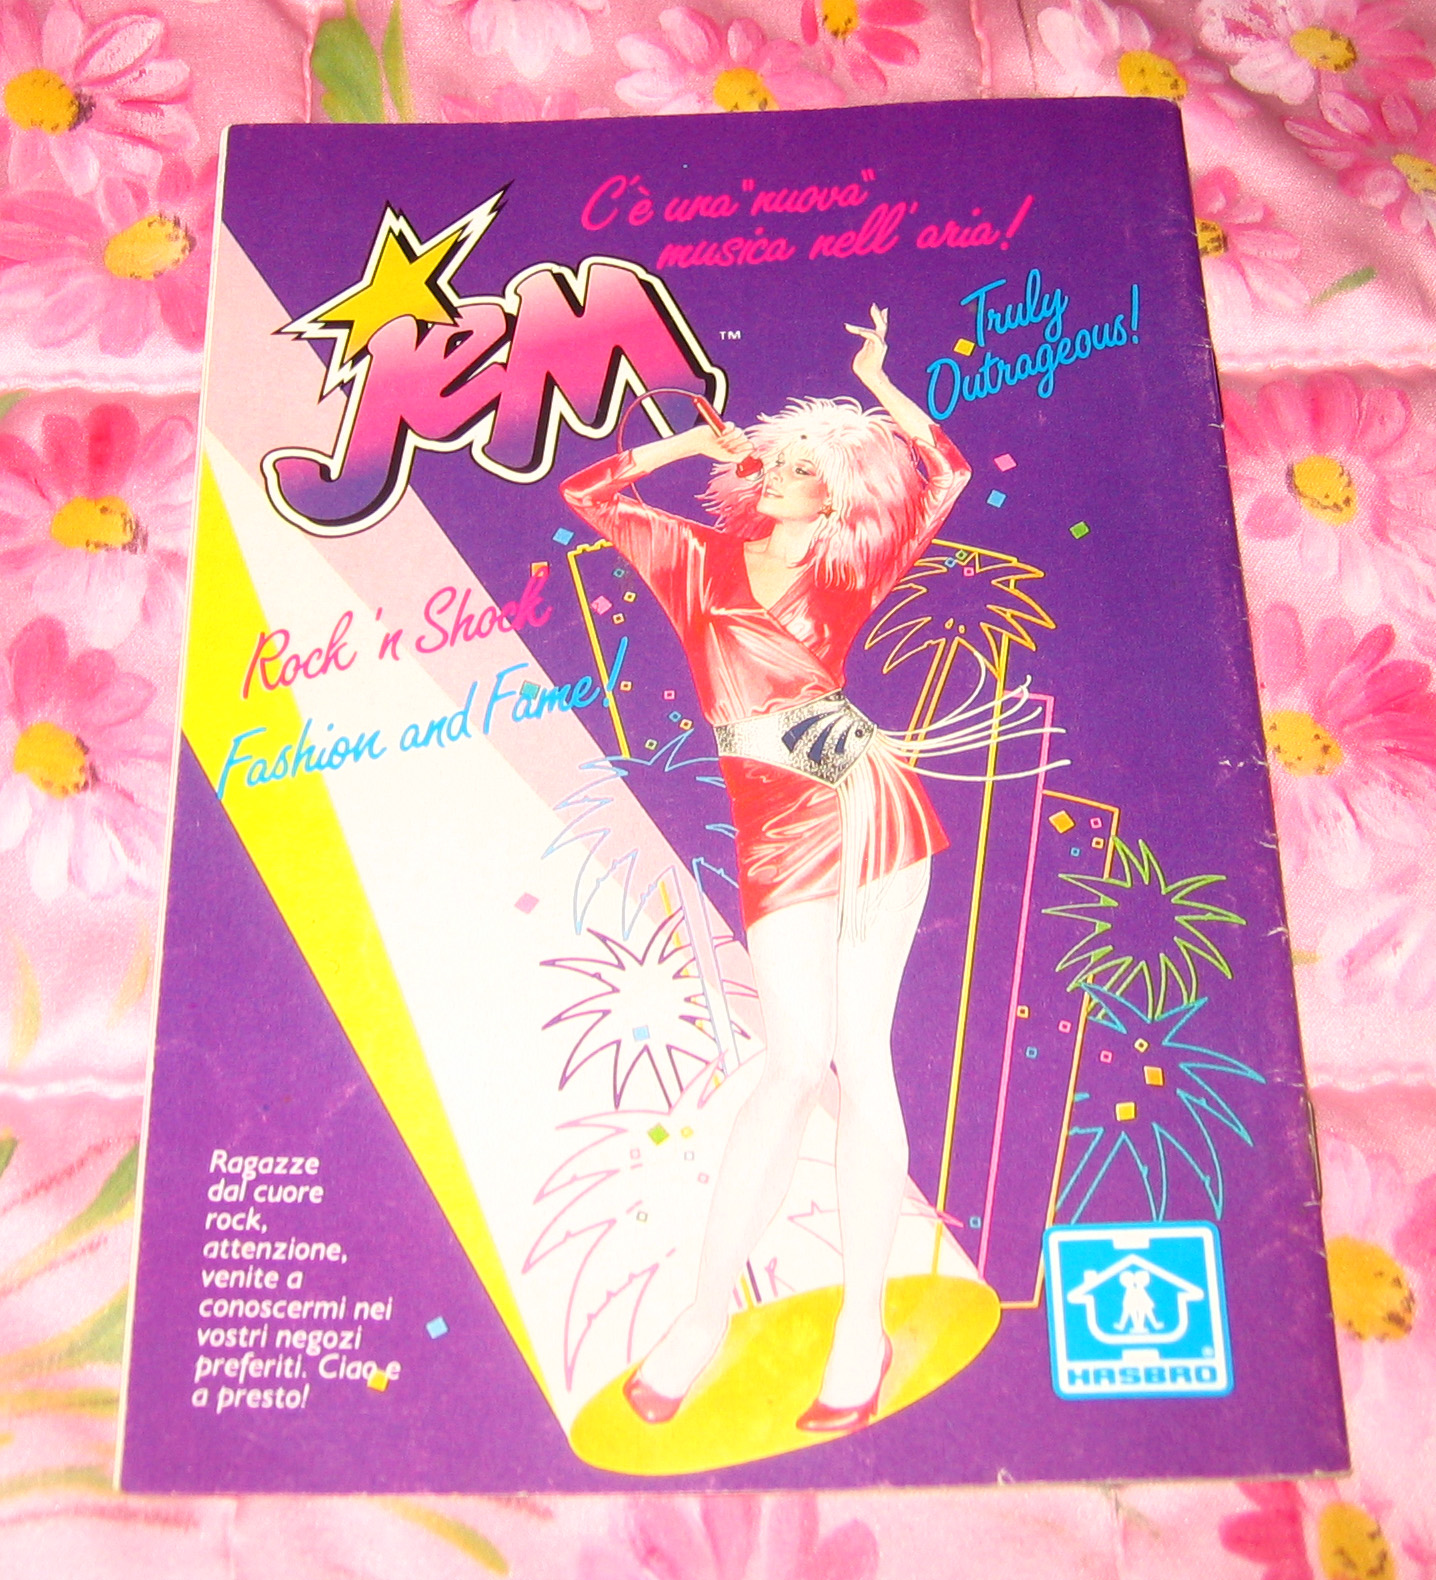 C'è una "nuova"
musica nell'aria!
jem ™
Truly
Outrageous!
Rock 'n Shock
Fashion and Fame!
Ragazze
dal cuore
rock,
attenzione,
venite a
conoscermi nei
vostri negozi
preferiti. Ciao e
a presto!
HASBRO ®